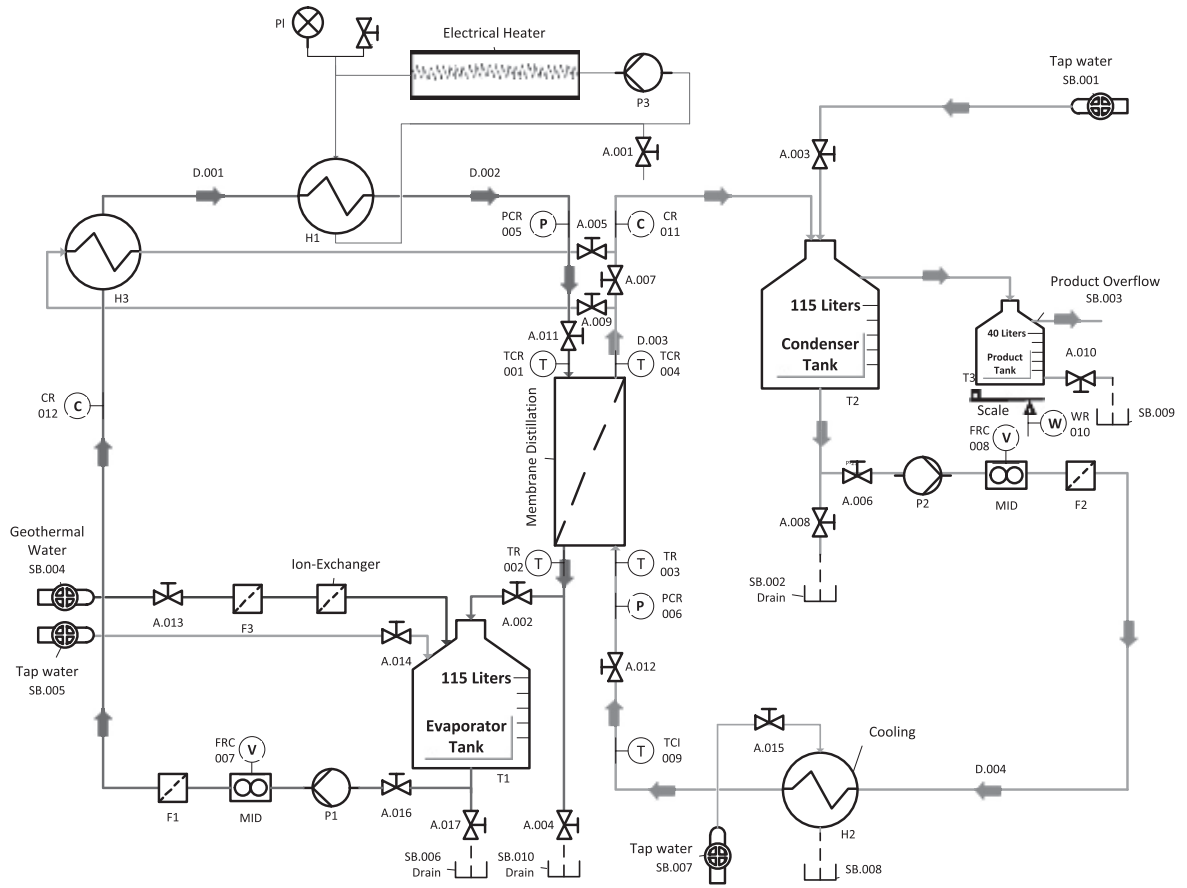 PI
Electrical Heater
P3
Tap water
SB.001
A.001
A.003
D.001
D.002
PCR
005
P
A.005
C
CR
011
H1
H3
A.007
A.009
A.011
D.003
TCR
001
T
T
TCR
004
115 Liters
Condenser
Tank
T2
Product Overflow
SB.003
40 Liters
Product
Tank
T3
A.010
Scale
SB.009
W
WR
010
FRC
008
V
CR
012
C
Membrane Distillation
A.006
P2
MID
F2
A.008
SB.002
Drain
Geothermal
Water
SB.004
Ion-Exchanger
A.013
F3
TR
002
T
T
TR
003
P
PCR
006
A.002
Tap water
SB.005
A.014
115 Liters
Evaporator
Tank
T1
A.012
T
TCI
009
A.015
Cooling
D.004
H2
FRC
007
V
F1
MID
P1
A.016
A.017
A.004
SB.006
Drain
SB.010
Drain
Tap water
SB.007
SB.008